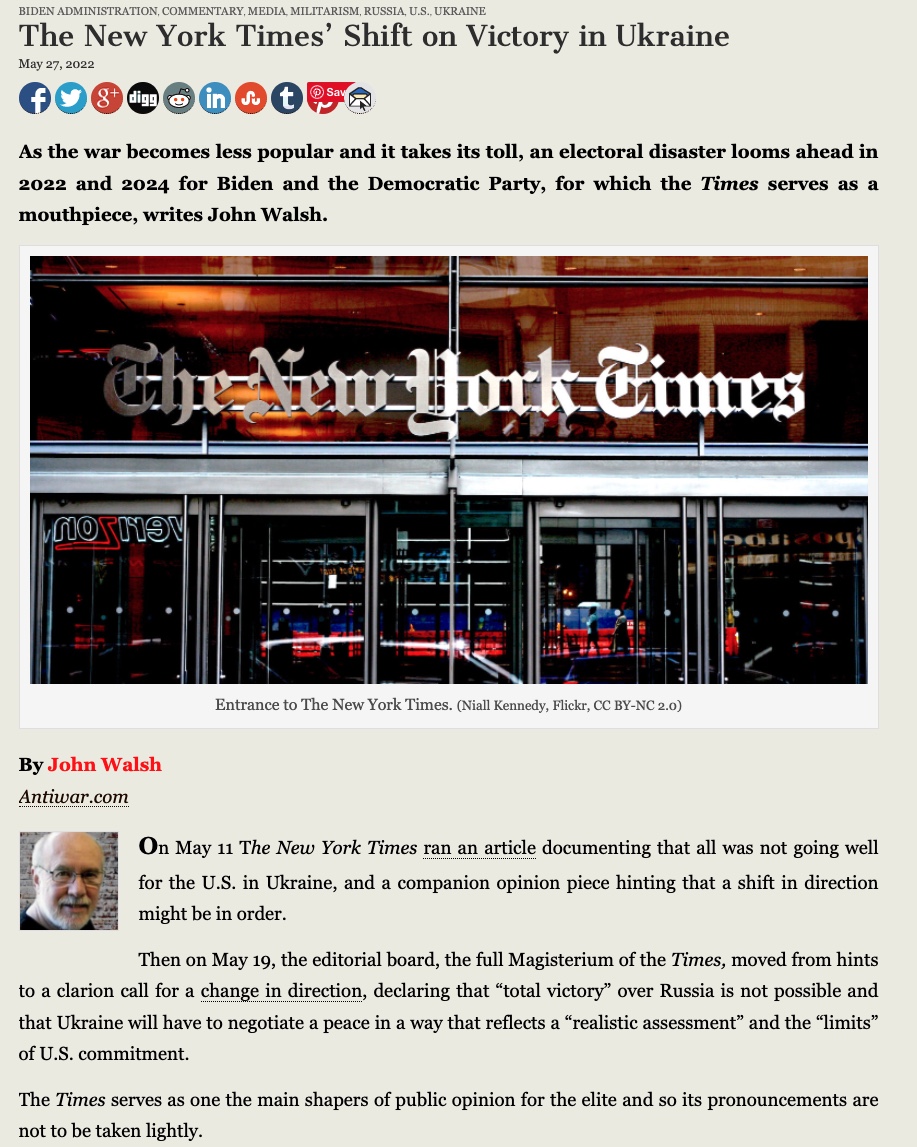 BIDEN ADMINISTRATION, COMMENTARY, MEDIA, MILITARISM, RUSSIA, U.S., UKRAINE
The New York Times’ Shift on Victory in Ukraine
May 27, 2022
digg in t Save
As the war becomes less popular and it takes its toll, an electoral disaster looms ahead in
2022 and 2024 for Biden and the Democratic Party, for which the Times serves as a
mouthpiece, writes John Walsh.
The New York Times
verizon
Entrance to The New York Times. (Niall Kennedy, Flickr, CC BY-NC 2.0)
By John Walsh
Antiwar.com
On May 11 The New York Times ran an article documenting that all was not going well
for the U.S. in Ukraine, and a companion opinion piece hinting that a shift in direction
might be in order.
Then on May 19, the editorial board, the full Magisterium of the Times, moved from hints
to a clarion call for a change in direction, declaring that “total victory” over Russia is not possible and
that Ukraine will have to negotiate a peace in a way that reflects a “realistic assessment” and the “limits”
of U.S. commitment.
The Times serves as one the main shapers of public opinion for the elite and so its pronouncements are
not to be taken lightly.